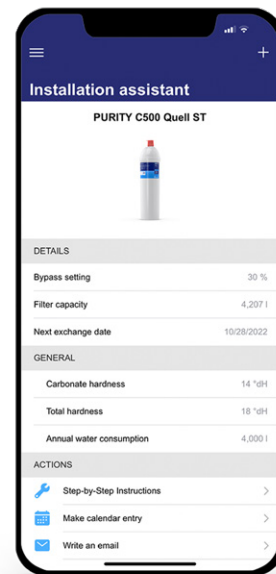 Installation assistant
PURITY C500 Quell ST
DETAILS
Bypass setting 30 %
Filter capacity 4,207 l
Next exchange date 10/28/2022
GENERAL
Carbonate hardness 14 °dH
Total hardness 18 °dH
Annual water consumption 4,000 l
ACTIONS
Step-by-Step Instructions
Make calendar entry
Write an email